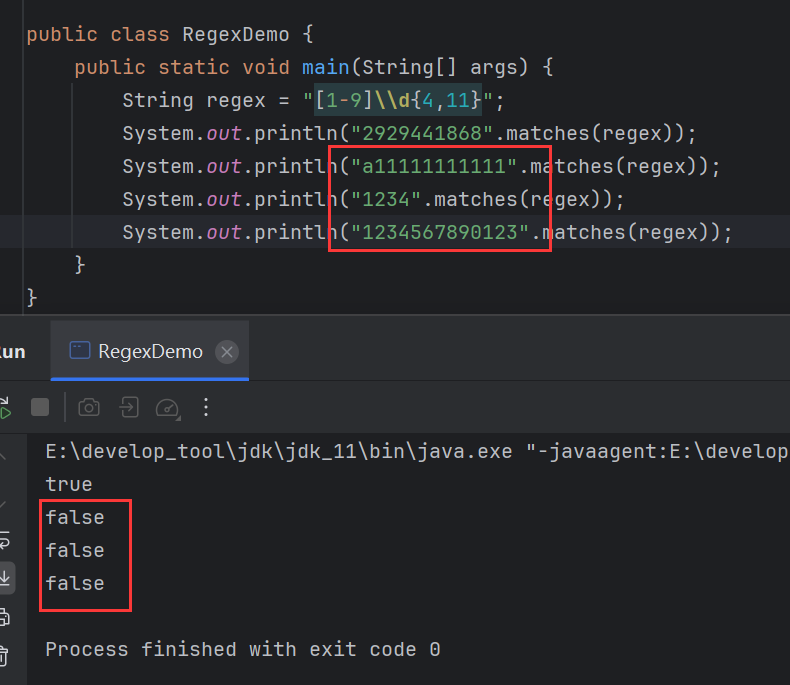 public class RegexDemo {
public static void main(String[] args) {
String regex = "[1-9]\\d{4,11}";
System.out.println("2929441868".matches(regex));
System.out.println("a11111111111".matches(regex));
System.out.println("1234".matches(regex));
System.out.println("1234567890123".matches(regex));
}
}
un
RegexDemo
E:\develop_tool\jdk\jdk_11\bin\java.exe "-javaagent:E:\develop
true
false
false
false
Process finished with exit code 0